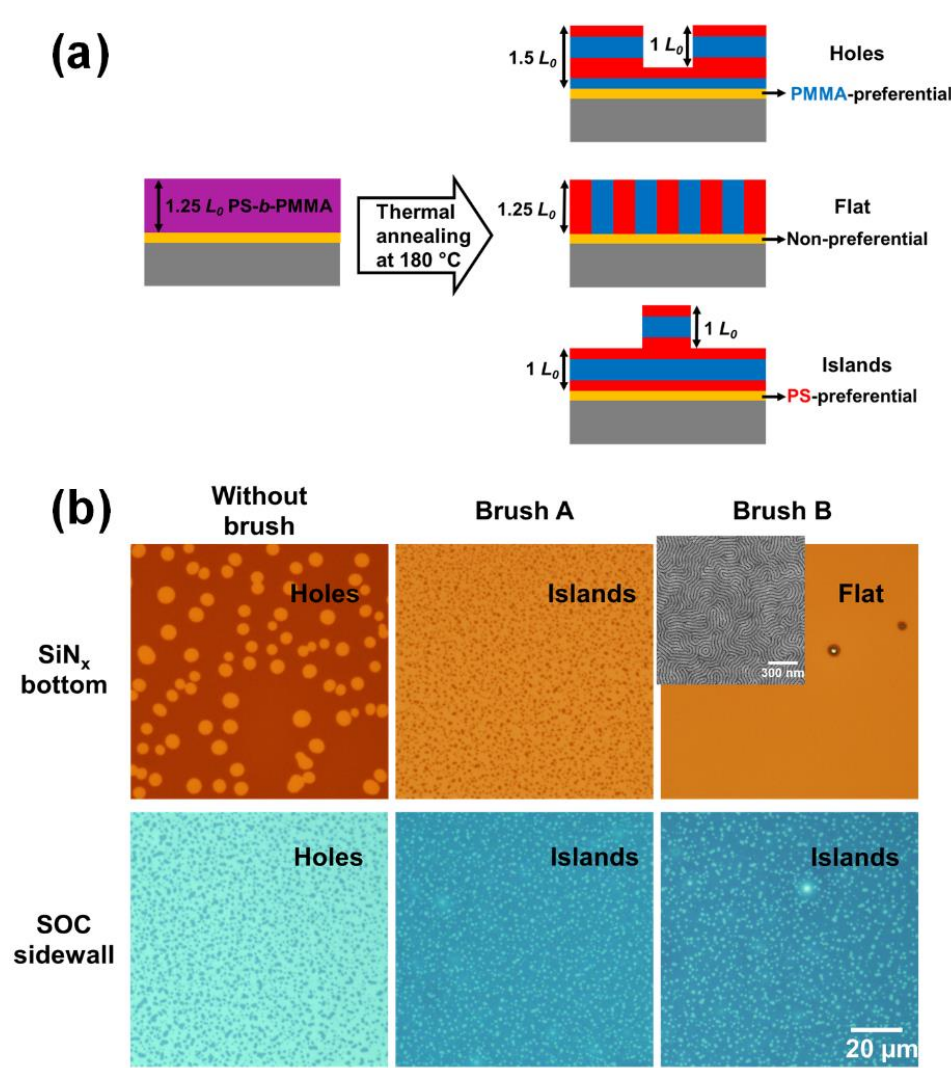 (a)
1.5 L₀
1 L₀
Holes
PMMA-preferential
1.25 L₀ PS-b-PMMA
Thermal
annealing
at 180 °C
1.25 L₀
Flat
Non-preferential
1 L₀
1 L₀
Islands
PS-preferential
(b)
Without
brush
Brush A
Brush B
SiNₓ
bottom
Holes
Islands
Flat
300 nm
SOC
sidewall
Holes
Islands
Islands
20 μm